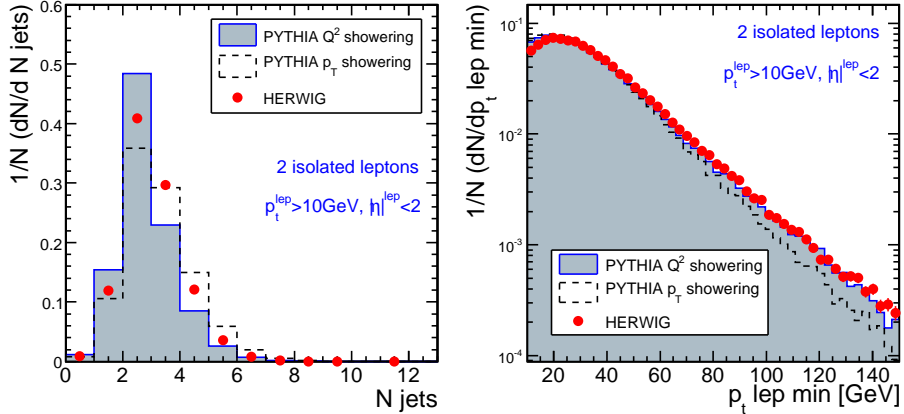 1/N (dN/d N jets)
0.6
0.5
0.4
0.3
0.2
0.1
0
PYTHIA Q² showering
PYTHIA p_T showering
HERWIG
2 isolated leptons
p_t^lep>10GeV, |η|^lep<2
0 2 4 6 8 10 12
N jets
1/N (dN/dp_t lep min)
10⁻¹
10⁻²
10⁻³
10⁻⁴
2 isolated leptons
p_t^lep>10GeV, |η|^lep<2
PYTHIA Q² showering
PYTHIA p_T showering
HERWIG
20 40 60 80 100 120 140
p_t lep min [GeV]